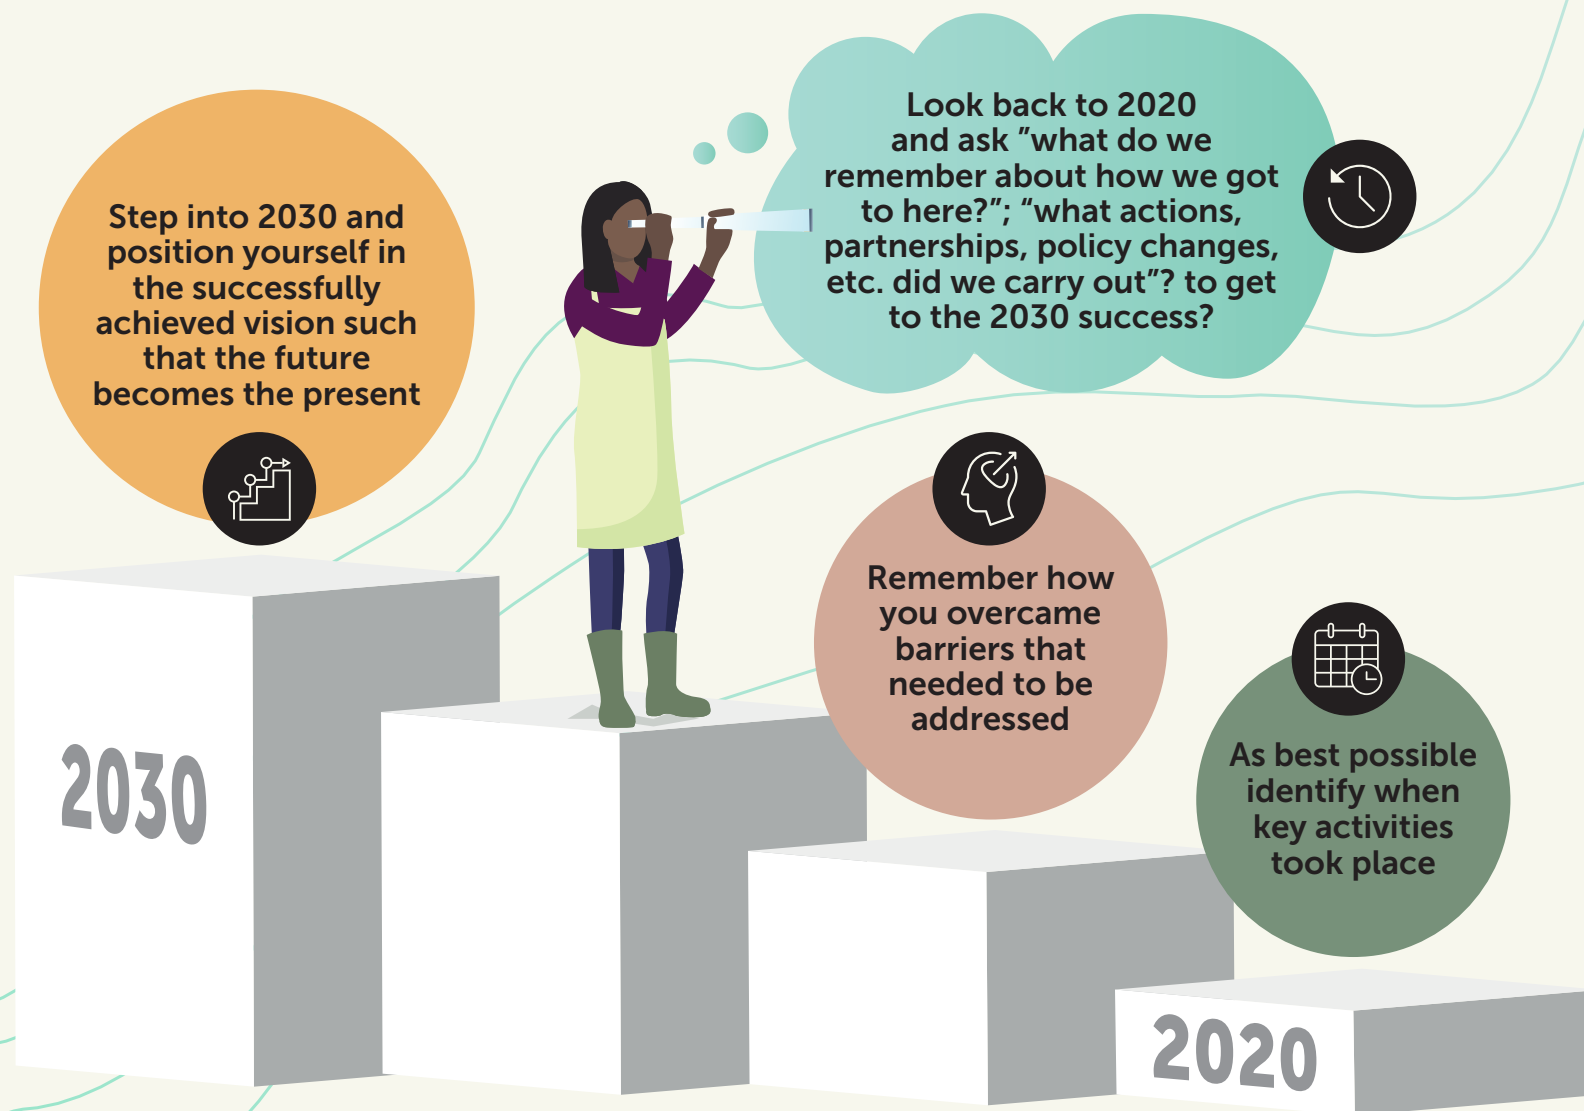 Step into 2030 and
position yourself in
the successfully
achieved vision such
that the future
becomes the present
Look back to 2020
and ask ”what do we
remember about how we got
to here?”; “what actions,
partnerships, policy changes,
etc. did we carry out”? to get
to the 2030 success?
Remember how
you overcame
barriers that
needed to be
addressed
As best possible
identify when
key activities
took place
2030
2020